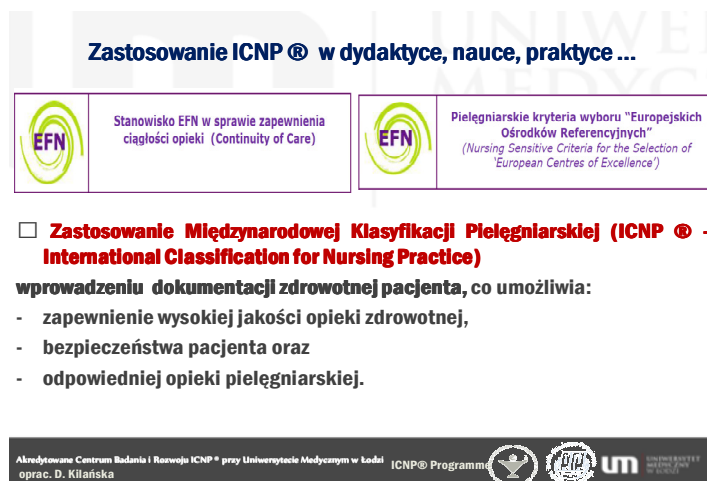 Zastosowanie ICNP ® w dydaktyce, nauce, praktyce ...
EFN
Stanowisko EFN w sprawie zapewnienia
ciągłości opieki (Continuity of Care)
EFN
Pielęgniarskie kryteria wyboru "Europejskich
Ośrodków Referencyjnych"
(Nursing Sensitive Criteria for the Selection of
'European Centres of Excellence')
□ Zastosowanie Międzynarodowej Klasyfikacji Pielęgniarskiej (ICNP ® -
International Classification for Nursing Practice)
wprowadzeniu dokumentacji zdrowotnej pacjenta, co umożliwia:
- zapewnienie wysokiej jakości opieki zdrowotnej,
- bezpieczeństwa pacjenta oraz
- odpowiedniej opieki pielęgniarskiej.
Akredytowane Centrum Badania i Rozwoju ICNP ® przy Uniwersytecie Medycznym w Łodzi
oprac. D. Kilańska
ICNP® Programme
um
UNIWERSYTET
MEDYCZNY
W ŁODZI